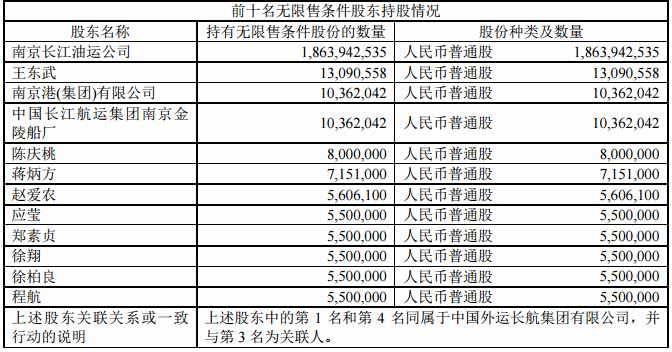 前十名无限售条件股东持股情况
股东名称 持有无限售条件股份的数量 股份种类及数量
南京长江油运公司 1,863,942,535 人民币普通股 1,863,942,535
王东武 13,090,558 人民币普通股 13,090,558
南京港(集团)有限公司 10,362,042 人民币普通股 10,362,042
中国长江航运集团南京金
陵船厂 10,362,042 人民币普通股 10,362,042
陈庆桃 8,000,000 人民币普通股 8,000,000
蒋炳方 7,151,000 人民币普通股 7,151,000
赵爱农 5,606,100 人民币普通股 5,606,100
应莹 5,500,000 人民币普通股 5,500,000
郑素贞 5,500,000 人民币普通股 5,500,000
徐翔 5,500,000 人民币普通股 5,500,000
徐柏良 5,500,000 人民币普通股 5,500,000
程航 5,500,000 人民币普通股 5,500,000
上述股东关联关系或一致 上述股东中的第 1 名和第 4 名同属于中国外运长航集团有限公司，并
行动的说明 与第 3 名为关联人。